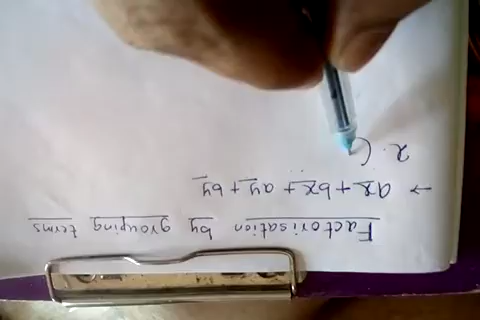 Factorisation by grouping terms
→ ax + bx + ay + by
x. (